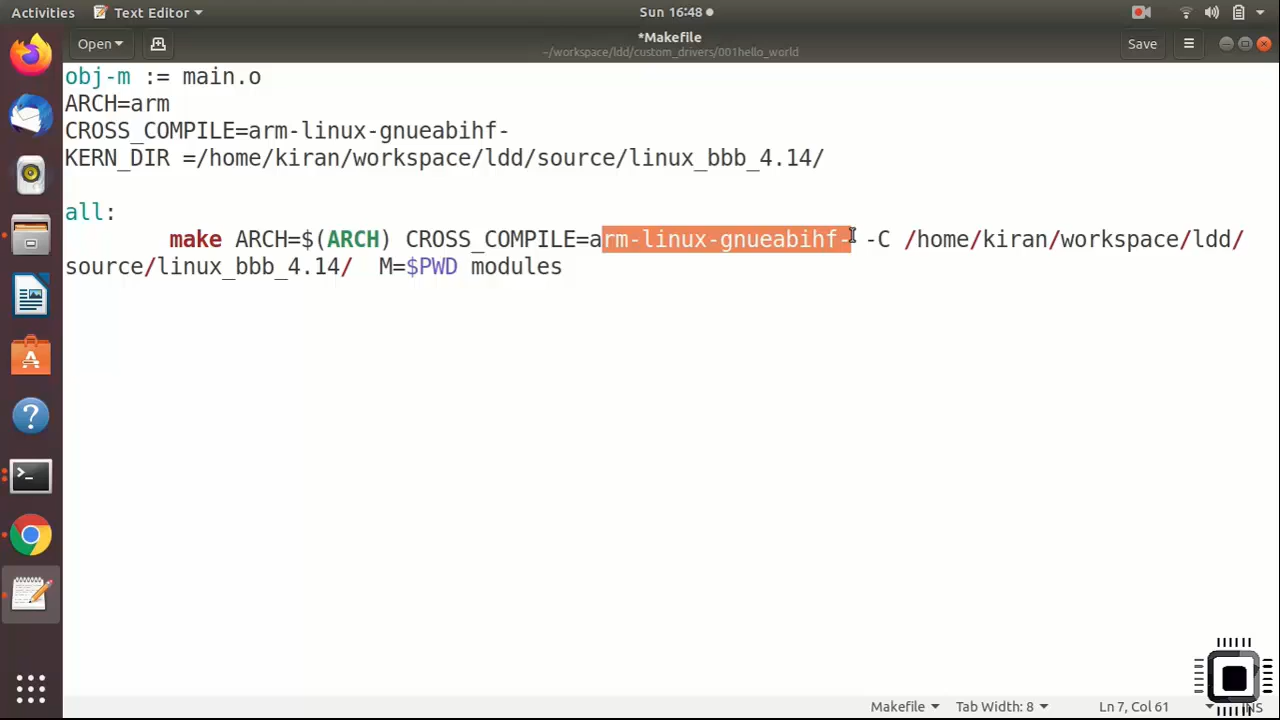 Activities Text Editor Sun 16:48
Open *Makefile Save
~/workspace/ldd/custom_drivers/001hello_world
obj-m := main.o
ARCH=arm
CROSS_COMPILE=arm-linux-gnueabihf-
KERN_DIR =/home/kiran/workspace/ldd/source/linux_bbb_4.14/
all:
make ARCH=$(ARCH) CROSS_COMPILE=arm-linux-gnueabihf- -C /home/kiran/workspace/ldd/
source/linux_bbb_4.14/ M=$PWD modules
Makefile Tab Width: 8 Ln 7, Col 61